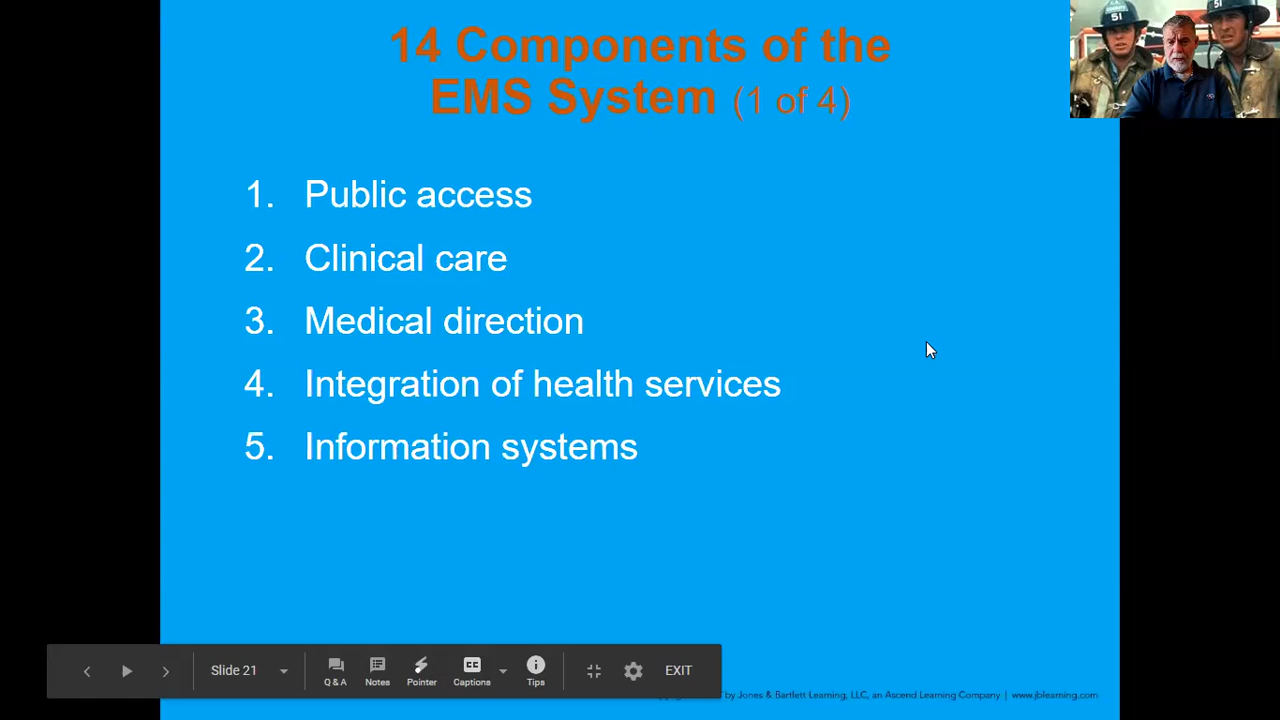 14 Components of the
EMS System (1 of 4)
51
51
1. Public access
2. Clinical care
3. Medical direction
4. Integration of health services
5. Information systems
Slide 21
Q & A
Notes
Pointer
Captions
Tips
EXIT
by Jones & Bartlett Learning, LLC, an Ascend Learning Company | www.jblearning.com